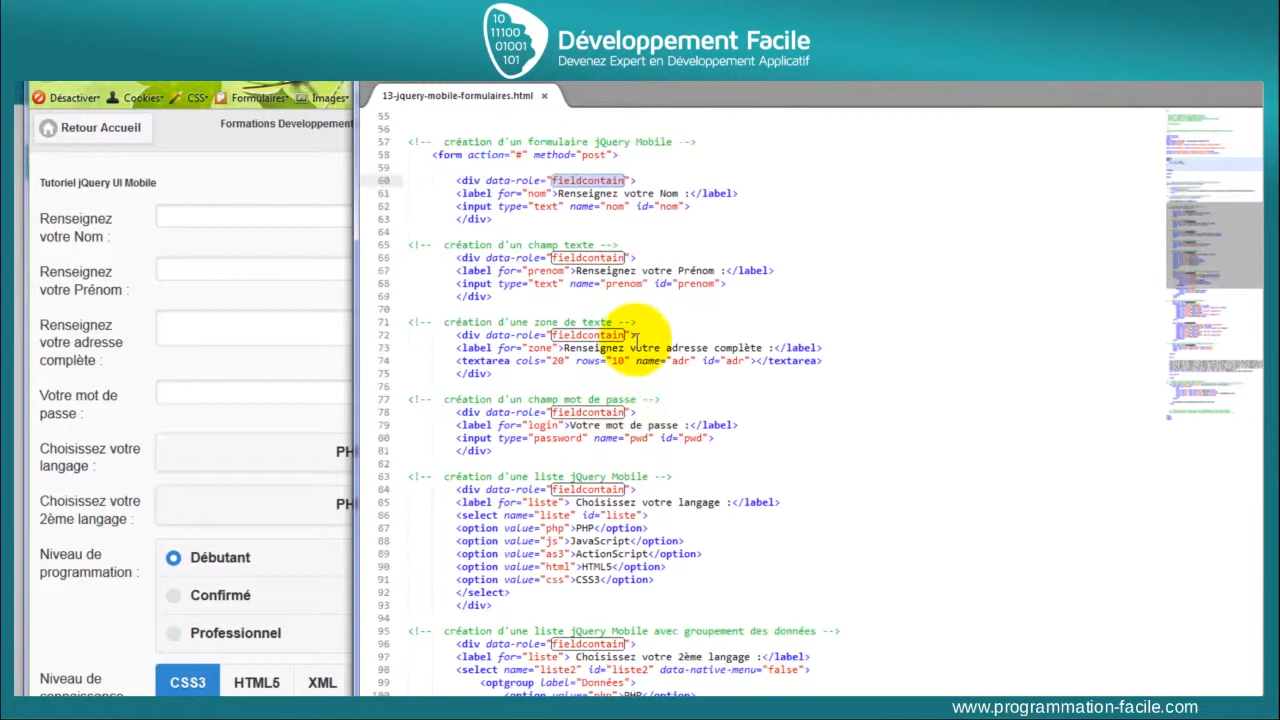 10
11100
01001
101
Développement Facile
Devenez Expert en Développement Applicatif
Désactiver Cookies CSS Formulaires Images
Retour Accueil
Formations Developpement
Tutoriel jQuery UI Mobile
Renseignez
votre Nom :
Renseignez
votre Prénom :
Renseignez
votre adresse
complète :
Votre mot de
passe :
Choisissez votre
langage :
PH
Choisissez votre
2ème langage :
PH
Niveau de
programmation :
Débutant
Confirmé
Professionnel
Niveau de
connaissance
CSS3 HTML5 XML
13-jquery-mobile-formulaires.html ×
55
56
57 <!-- création d'un formulaire jQuery Mobile -->
58 <form action="#" method="post">
59
60 <div data-role="fieldcontain">
61 <label for="nom">Renseignez votre Nom :</label>
62 <input type="text" name="nom" id="nom">
63 </div>
64
65 <!-- création d'un champ texte -->
66 <div data-role="fieldcontain">
67 <label for="prenom">Renseignez votre Prénom :</label>
68 <input type="text" name="prenom" id="prenom">
69 </div>
70
71 <!-- création d'une zone de texte -->
72 <div data-role="fieldcontain">
73 <label for="zone">Renseignez votre adresse complète :</label>
74 <textarea cols="20" rows="10" name="adr" id="adr"></textarea>
75 </div>
76
77 <!-- création d'un champ mot de passe -->
78 <div data-role="fieldcontain">
79 <label for="login">Votre mot de passe :</label>
80 <input type="password" name="pwd" id="pwd">
81 </div>
82
83 <!-- création d'une liste jQuery Mobile -->
84 <div data-role="fieldcontain">
85 <label for="liste"> Choisissez votre langage :</label>
86 <select name="liste" id="liste">
87 <option value="php">PHP</option>
88 <option value="js">JavaScript</option>
89 <option value="as3">ActionScript</option>
90 <option value="html">HTML5</option>
91 <option value="css">CSS3</option>
92 </select>
93 </div>
94
95 <!-- création d'une liste jQuery Mobile avec groupement des données -->
96 <div data-role="fieldcontain">
97 <label for="liste"> Choisissez votre 2ème langage :</label>
98 <select name="liste2" id="liste2" data-native-menu="false">
99 <optgroup label="Données">
100 <option value="php">PHP</option>
www.programmation-facile.com